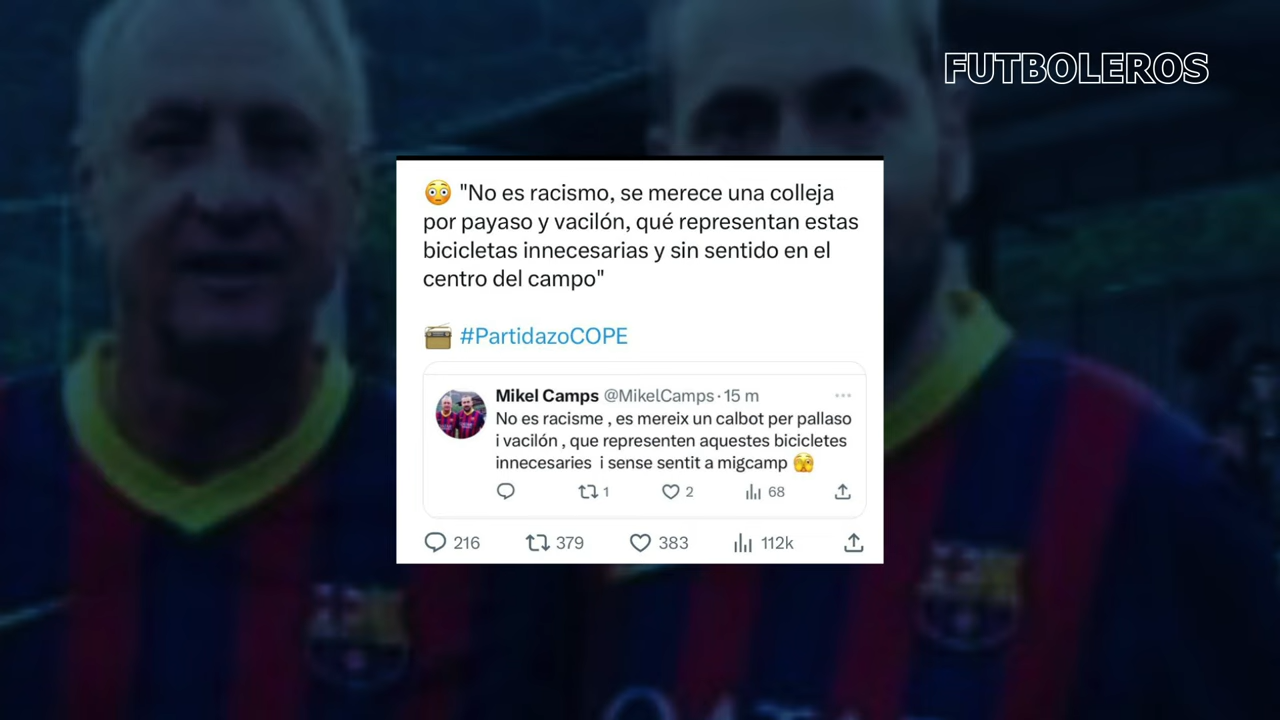 FUTBOLEROS
😳 "No es racismo, se merece una colleja
por payaso y vacilón, qué representan estas
bicicletas innecesarias y sin sentido en el
centro del campo"
📻 #PartidazoCOPE
Mikel Camps @MikelCamps · 15 m
No es racisme , es mereix un calbot per pallaso
i vacilón , que representen aquestes bicicletes
innecesaries i sense sentit a migcamp 🫣
1 2 68
216 379 383 112k